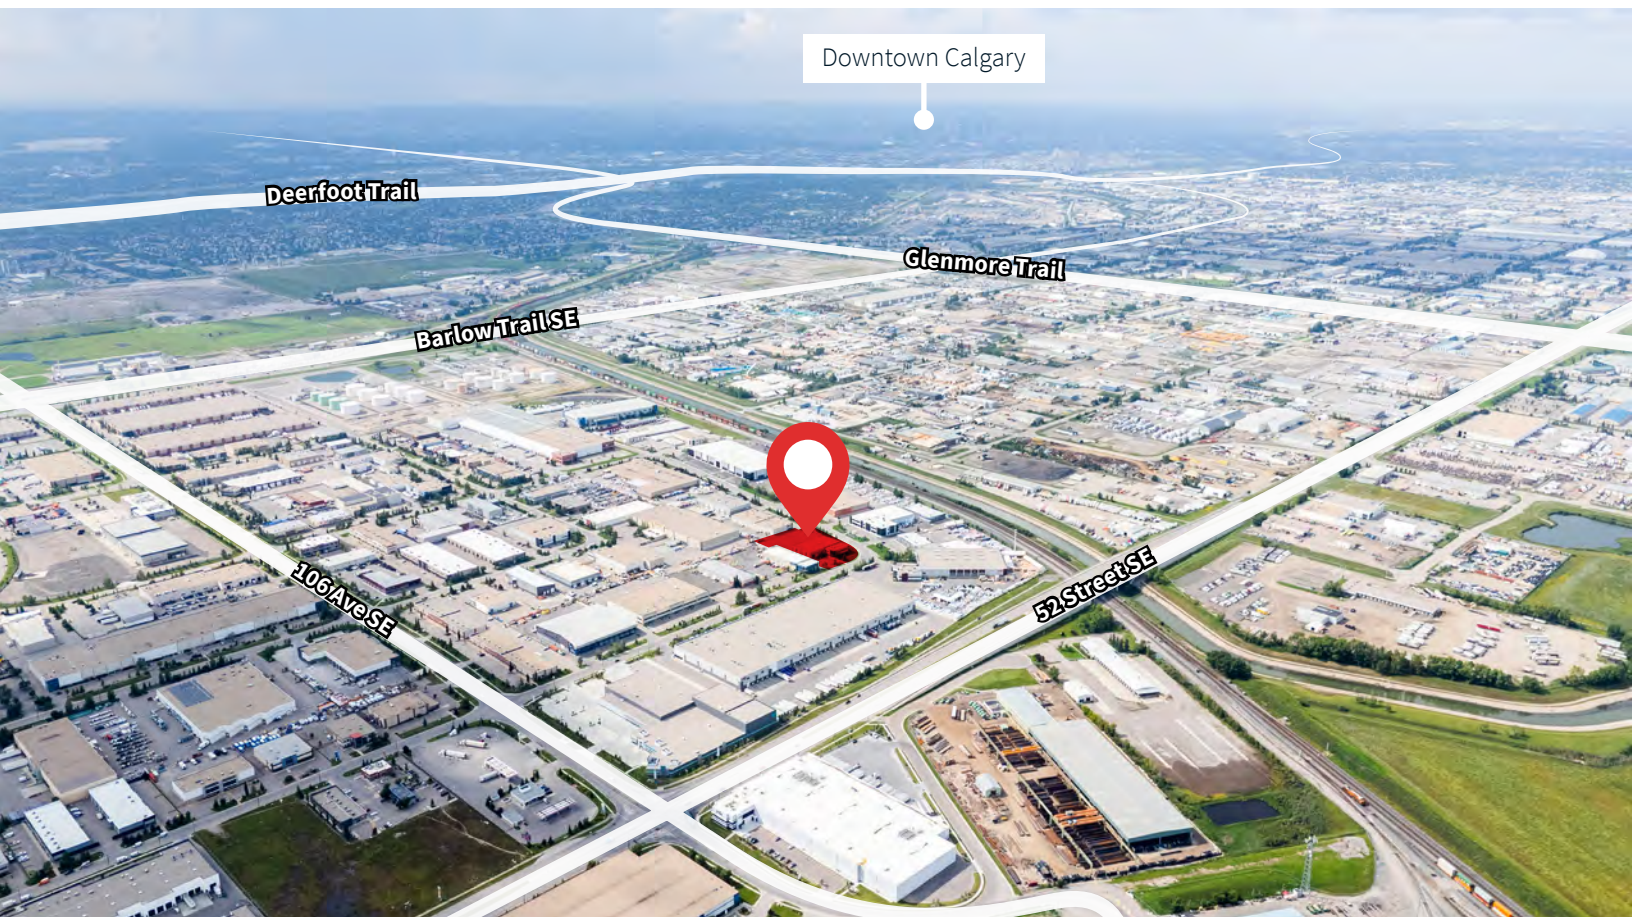 Downtown Calgary
Deerfoot Trail
Glenmore Trail
Barlow Trail SE
106 Ave SE
52 Street SE